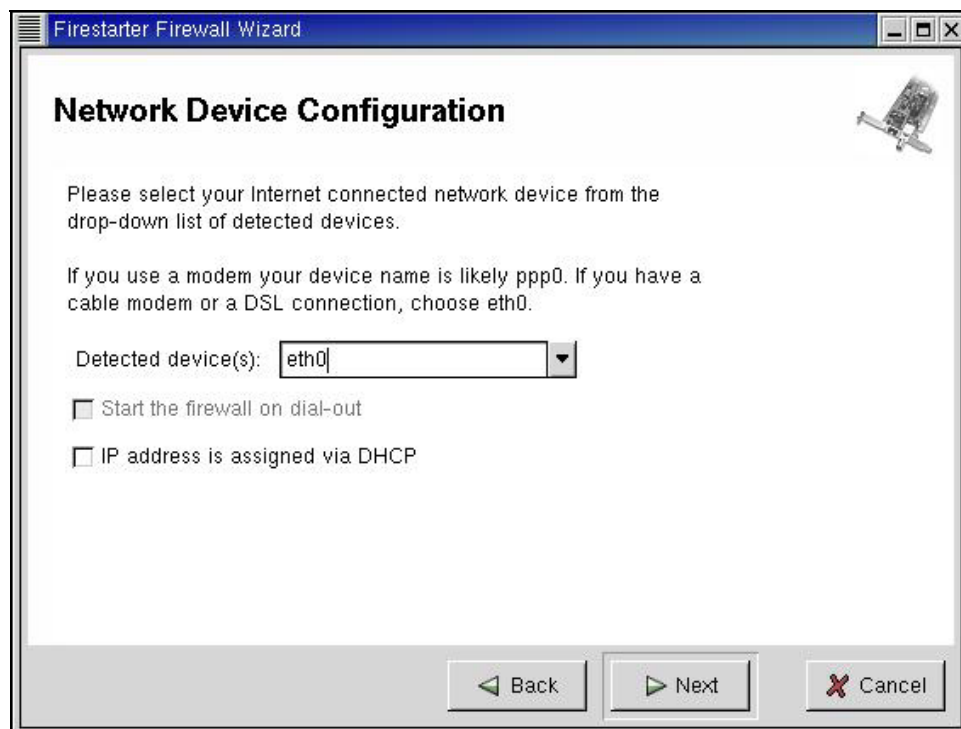 Firestarter Firewall Wizard
Network Device Configuration
Please select your Internet connected network device from the
drop-down list of detected devices.
If you use a modem your device name is likely ppp0. If you have a
cable modem or a DSL connection, choose eth0.
Detected device(s): eth0
Start the firewall on dial-out
IP address is assigned via DHCP
Back Next Cancel